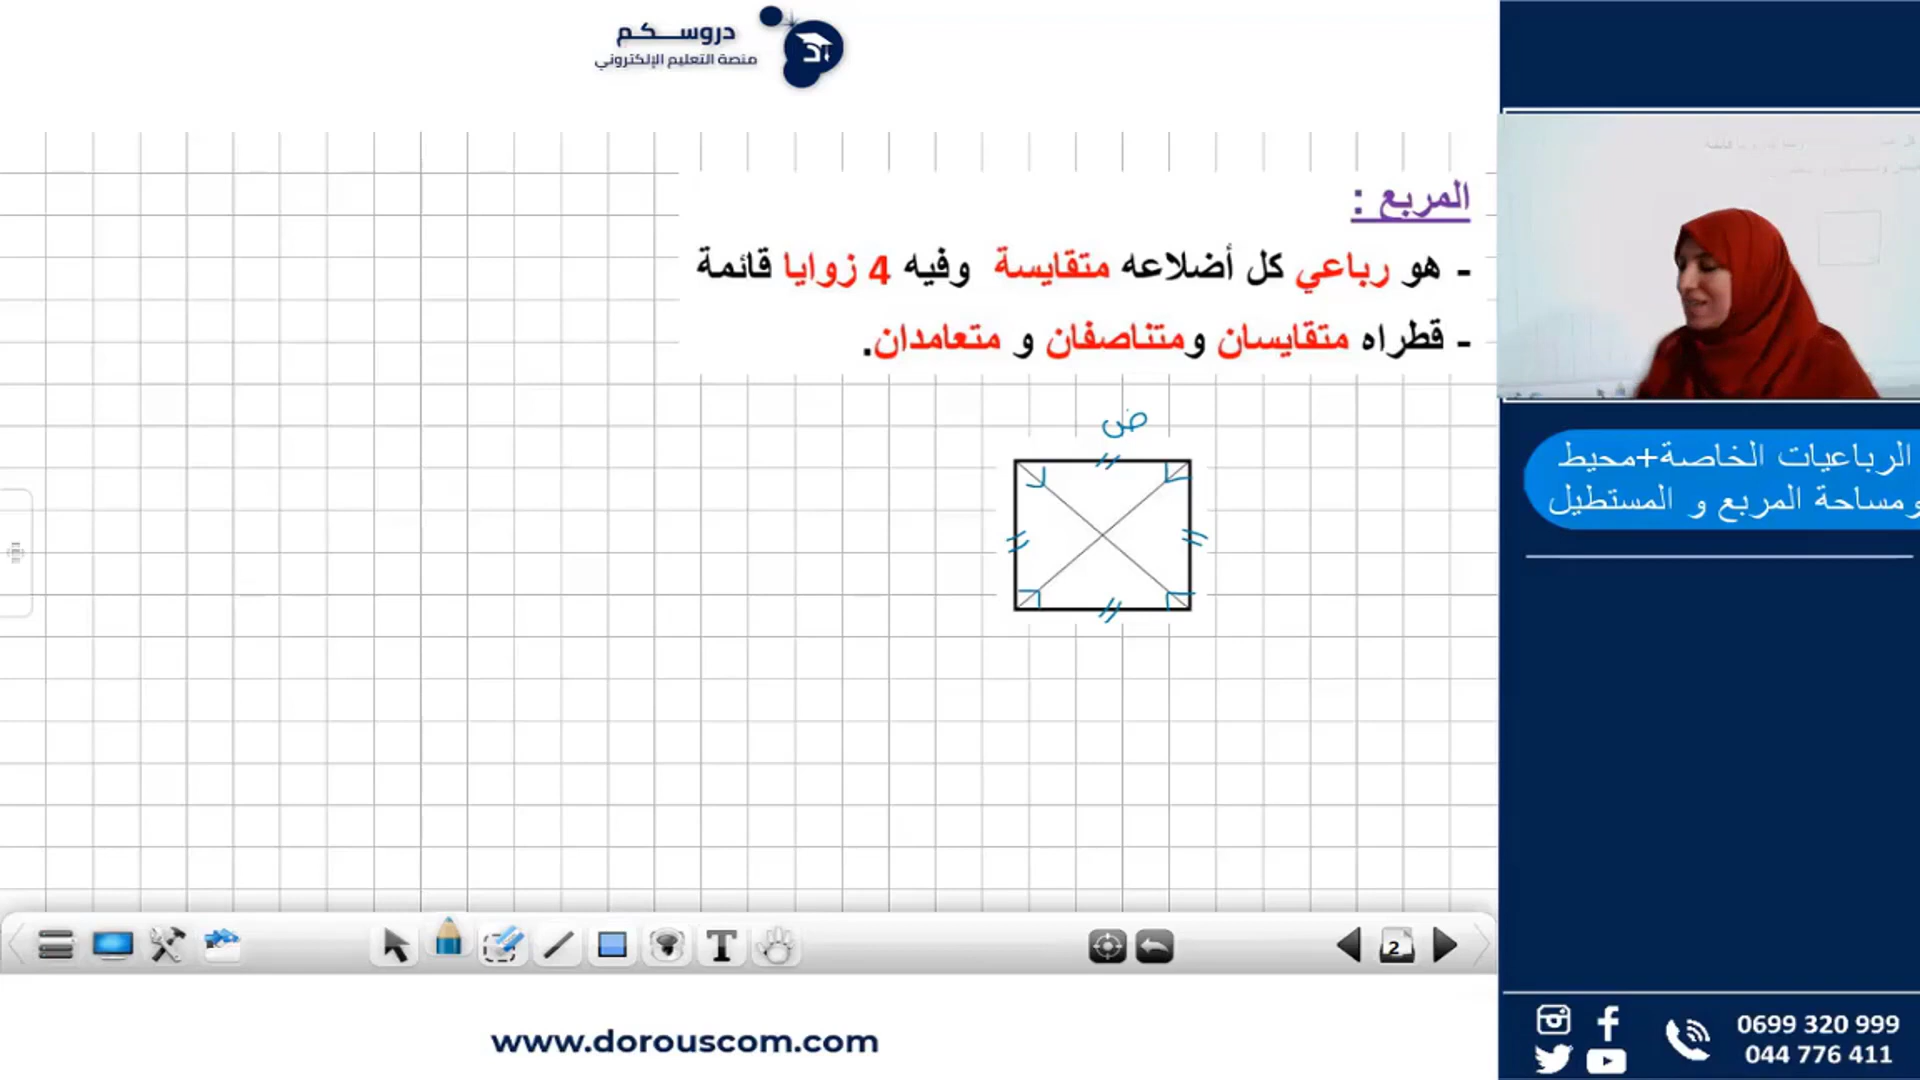 دروسكم
منصة التعليم الإلكتروني
المربع :
- هو رباعي كل أضلاعه متقايسة وفيه 4 زوايا قائمة
- قطراه متقايسان ومتناصفان و متعامدان.
ض
الرباعيات الخاصة+محيط
ومساحة المربع و المستطيل
T
2
www.dorouscom.com
0699 320 999
044 776 411